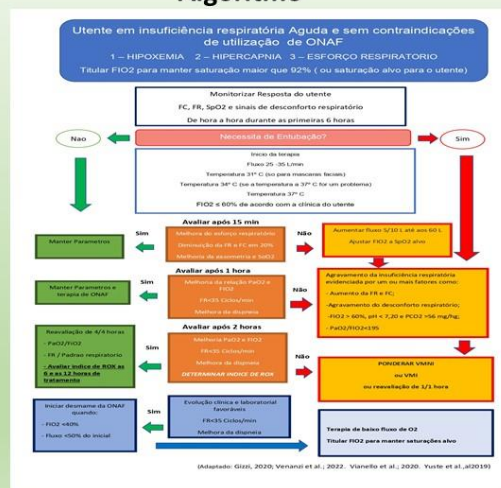 Algoritmo
Utente em insuficiência respiratória Aguda e sem contraindicações
de utilização de ONAF
1 – HIPOXEMIA 2 – HIPERCAPNIA 3 – ESFORÇO RESPIRATORIO
Titular FIO2 para manter saturação maior que 92% ( ou saturação alvo para o utente)
Monitorizar Resposta do utente
FC, FR, SpO2 e sinais de desconforto respiratório
De hora a hora durante as primeiras 6 horas
Nao
Necessita de Entubação?
Sim
Inicio da terapia
Fluxo 25 -35 L/min
Temperatura 31º C (so para mascaras faciais)
Temperatura 34º C (se a temperatura a 37º C for um problema)
Temperatura 37º C
FIO2 ≤ 60% de acordo com a clínica do utente
Avaliar após 15 min
Sim
Não
Manter Parametros
Melhora do esforço respiratório
Diminuição da FR e FC em 20%
Melhora da assometria e SatO2
Aumentar fluxo 5/10 L até aos 60 L
Ajustar FIO2 a SpO2 alvo
Avaliar após 1 hora
Sim
Não
Manter Parametros e
terapia de ONAF
Melhora da relação PaO2 e
FIO2
FR<35 Ciclos/min
Melhora da dispneia
Agravamento da insuficiência respiratória
evidenciada por um ou mais fatores como:
- Aumento da FR e FC;
-Agravamento do desconforto respiratório;
-FIO2 > 60%, pH < 7,20 e PCO2 =56 mg/hg;
- PaO2/FIO2=195
Avaliar após 2 horas
Sim
Não
Reavaliação de 4/4 horas
- PaO2/FIO2
- FR / Padrao respiratorio
- Avaliar indice de ROX as
6 e as 12 horas de
tratamento
Melhoria PaO2 e FIO2
FR<35 Ciclos/min
Melhora de dispneia
DETERMINAR INDICE DE ROX
PONDERAR VMNI
ou VMI
ou reavaliação de 1/1 hora
Iniciar desmame da ONAF
quando:
- FIO2 <40%
- Fluxo <50% do inicial
Sim
Evolução clínica e laboratorial
favoráveis
FR<35 Ciclos/min
Melhora da dispneia
Terapia de baixo fluxo de O2
Titular FIO2 para manter saturações alvo
(Adaptado: Gizzi, 2020; Venanzi et al.; 2022. Vianello et al.; 2020. Yuste et al.,al2019)